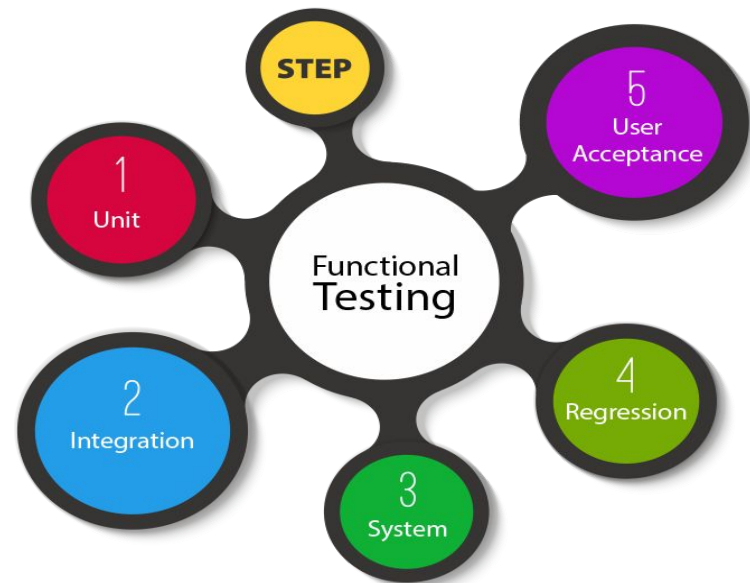 STEP
1
Unit
2
Integration
3
System
4
Regression
5
User
Acceptance
Functional
Testing